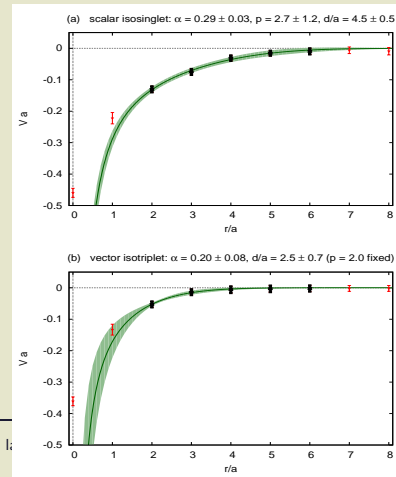 (a) scalar isosinglet: α = 0.29 ± 0.03, p = 2.7 ± 1.2, d/a = 4.5 ± 0.5
0
-0.1
-0.2
-0.3
-0.4
-0.5
V a
0 1 2 3 4 5 6 7 8
r/a
(b) vector isotriplet: α = 0.20 ± 0.08, d/a = 2.5 ± 0.7 (p = 2.0 fixed)
0
-0.1
-0.2
-0.3
-0.4
-0.5
V a
0 1 2 3 4 5 6 7 8
r/a